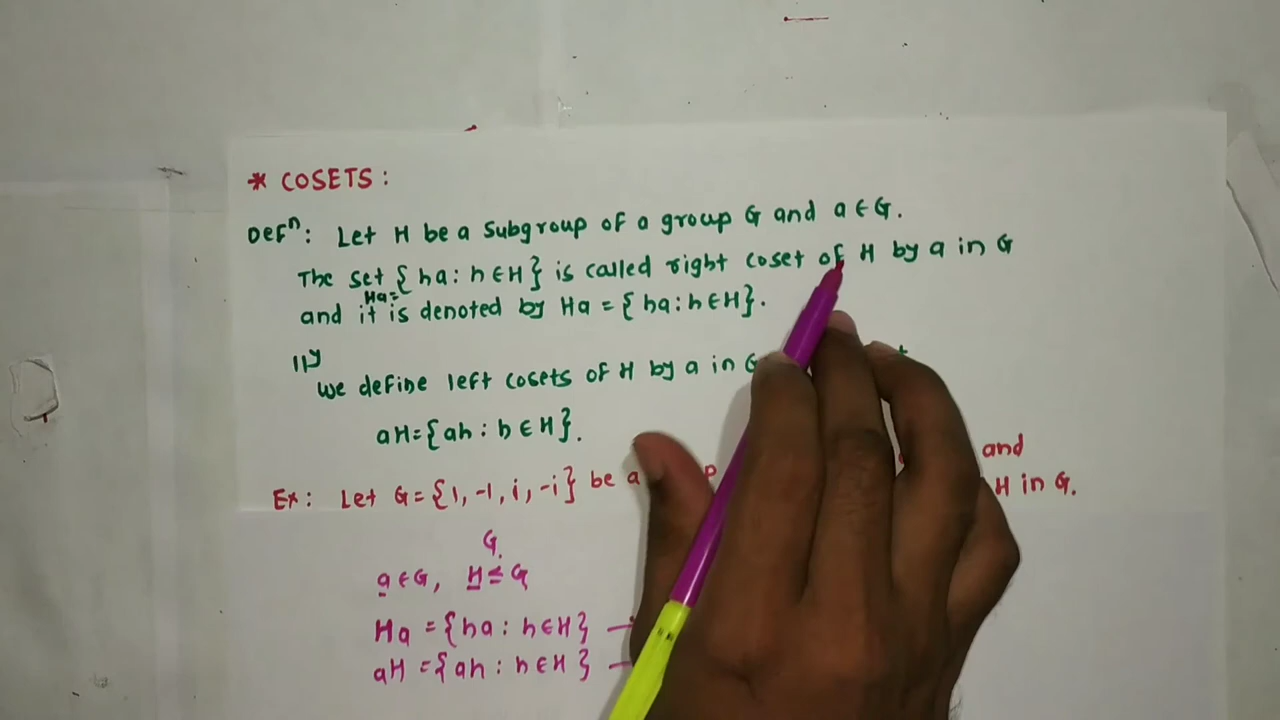 * COSETS:
Defⁿ: Let H be a subgroup of a group G and a ∈ G.
The set {ha : h ∈ H} is called right coset of H by a in G
Ha=
and it is denoted by Ha = {ha : h ∈ H}.
||ly
we define left cosets of H by a in G
aH = {ah : h ∈ H}.
Ex: Let G = {1, -1, i, -i} be a and
H in G.
G.
a ∈ G, H ≤ G
Ha = {ha : h ∈ H} —
aH = {ah : h ∈ H} —